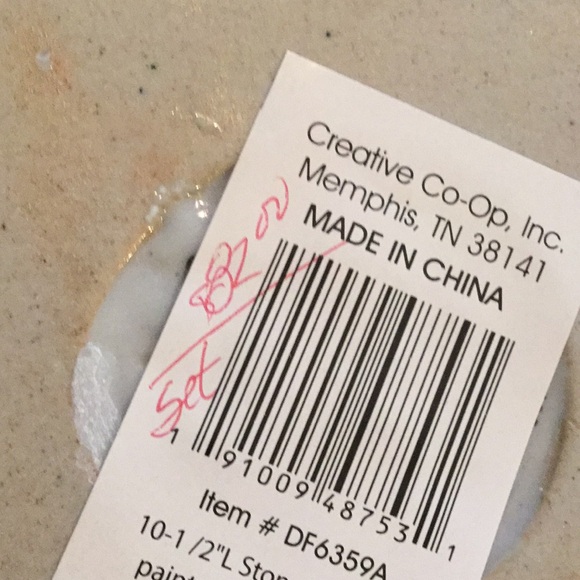 Creative Co-Op, Inc.
Memphis, TN 38141
MADE IN CHINA
Set
1 91009 48753 1
Item # DF6359A
10-1/2"L